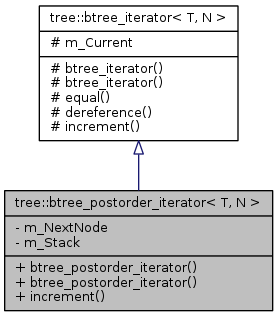 tree::btree_iterator< T, N >
# m_Current
# btree_iterator()
# btree_iterator()
# equal()
# dereference()
# increment()
tree::btree_postorder_iterator< T, N >
- m_NextNode
- m_Stack
+ btree_postorder_iterator()
+ btree_postorder_iterator()
+ increment()